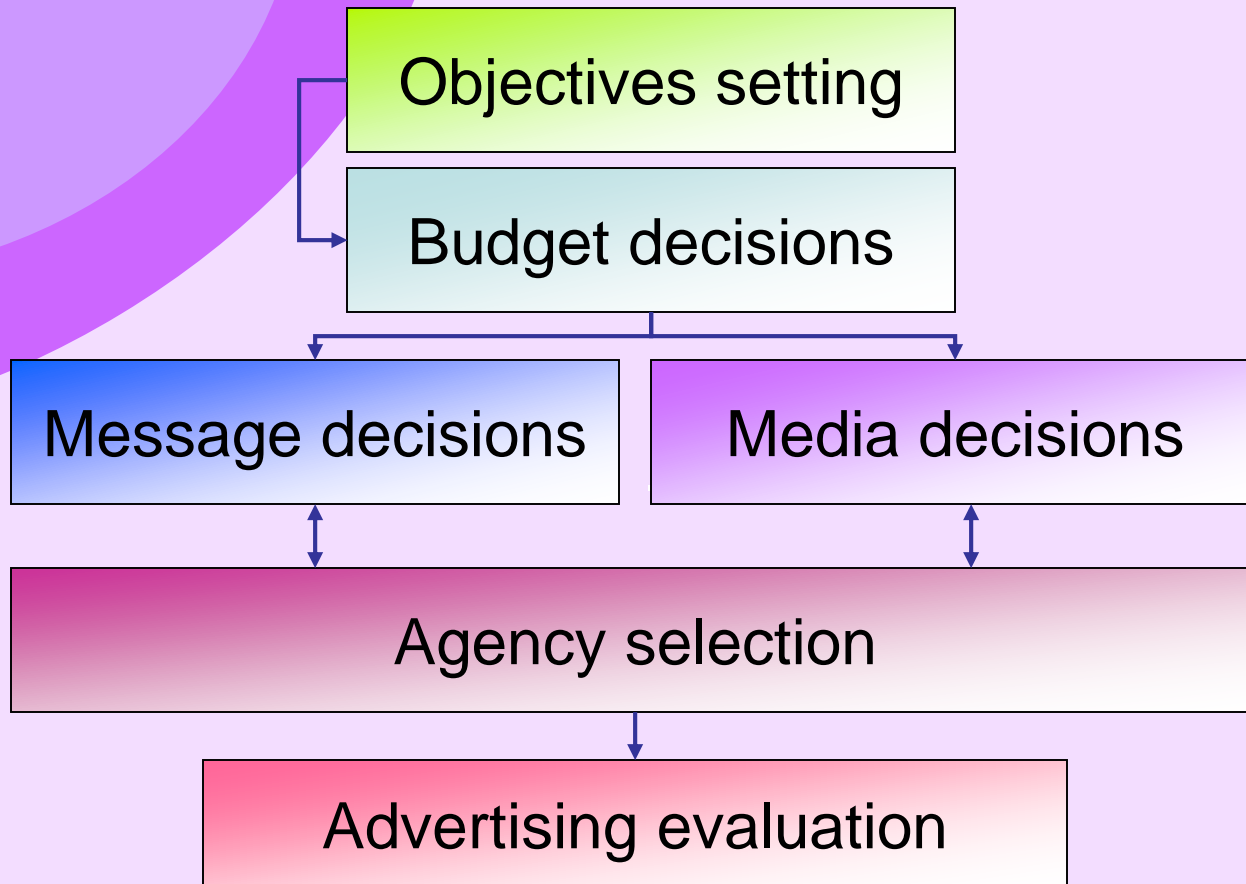 Objectives setting
Budget decisions
Message decisions
Media decisions
Agency selection
Advertising evaluation